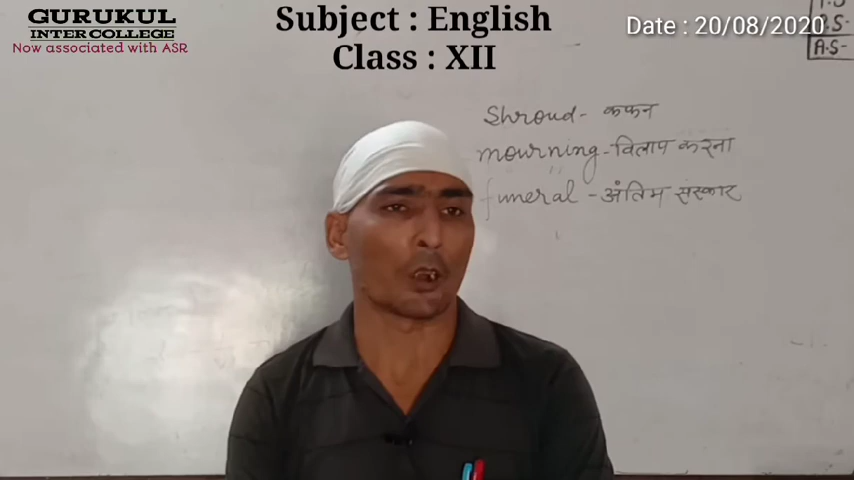 GURUKUL
INTER COLLEGE
Now associated with ASR
Subject : English
Class : XII
Date : 20/08/2020
P.S-
A.S-
Shroud - कफन
mourning - विलाप करना
funeral - अंतिम संस्कार